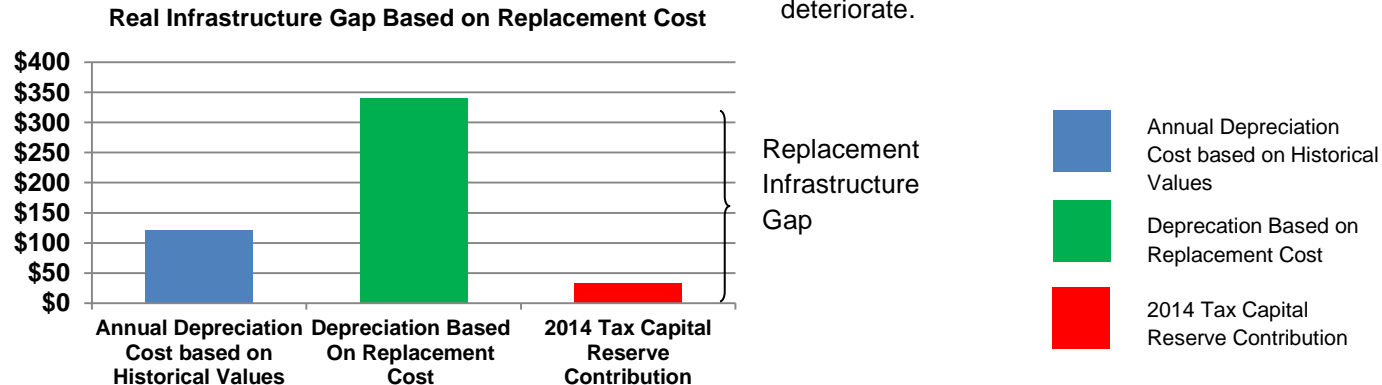 deteriorate.
Real Infrastructure Gap Based on Replacement Cost
$400
$350
$300
$250
$200
$150
$100
$50
$0
Annual Depreciation
Cost based on
Historical Values
Depreciation Based
On Replacement
Cost
2014 Tax Capital
Reserve
Contribution
Replacement
Infrastructure
Gap
Annual Depreciation
Cost based on Historical
Values
Deprecation Based on
Replacement Cost
2014 Tax Capital
Reserve Contribution